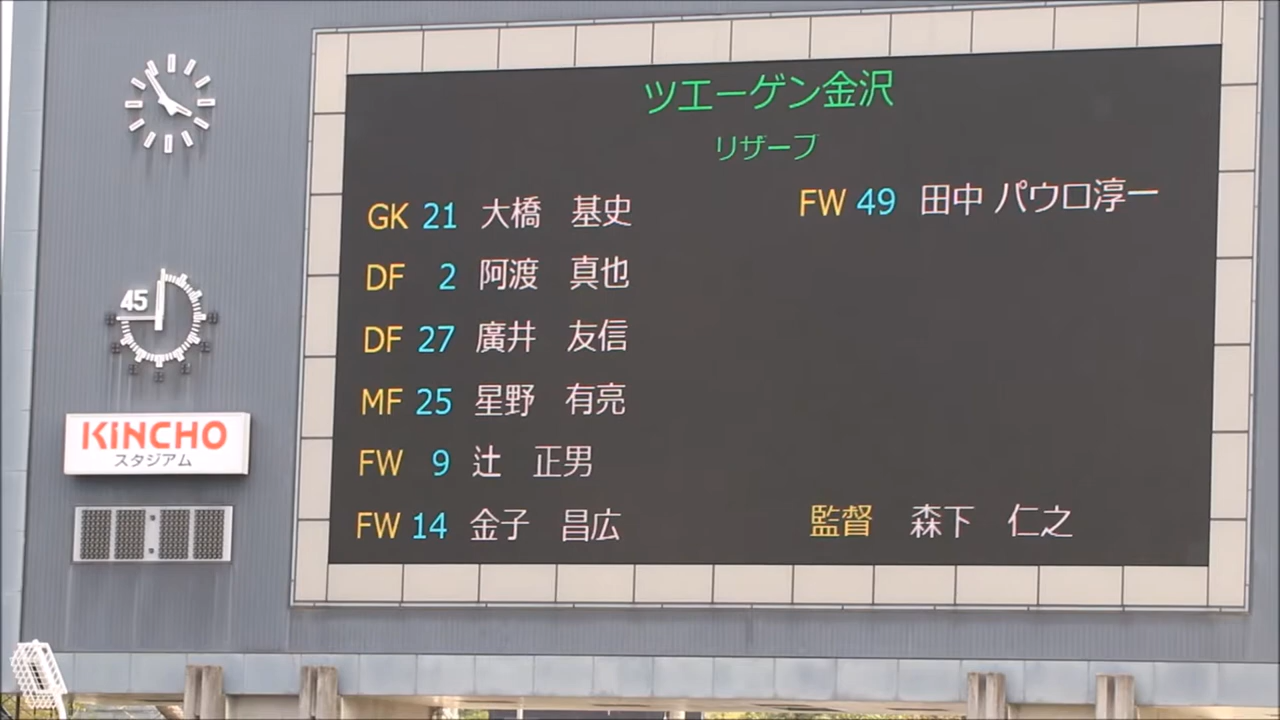 ツエーゲン金沢
リザーブ
GK 21 大橋 基史
DF 2 阿渡 真也
DF 27 廣井 友信
MF 25 星野 有亮
FW 9 辻 正男
FW 14 金子 昌広
FW 49 田中 パウロ淳一
監督 森下 仁之
45
KiNCHO
スタジアム